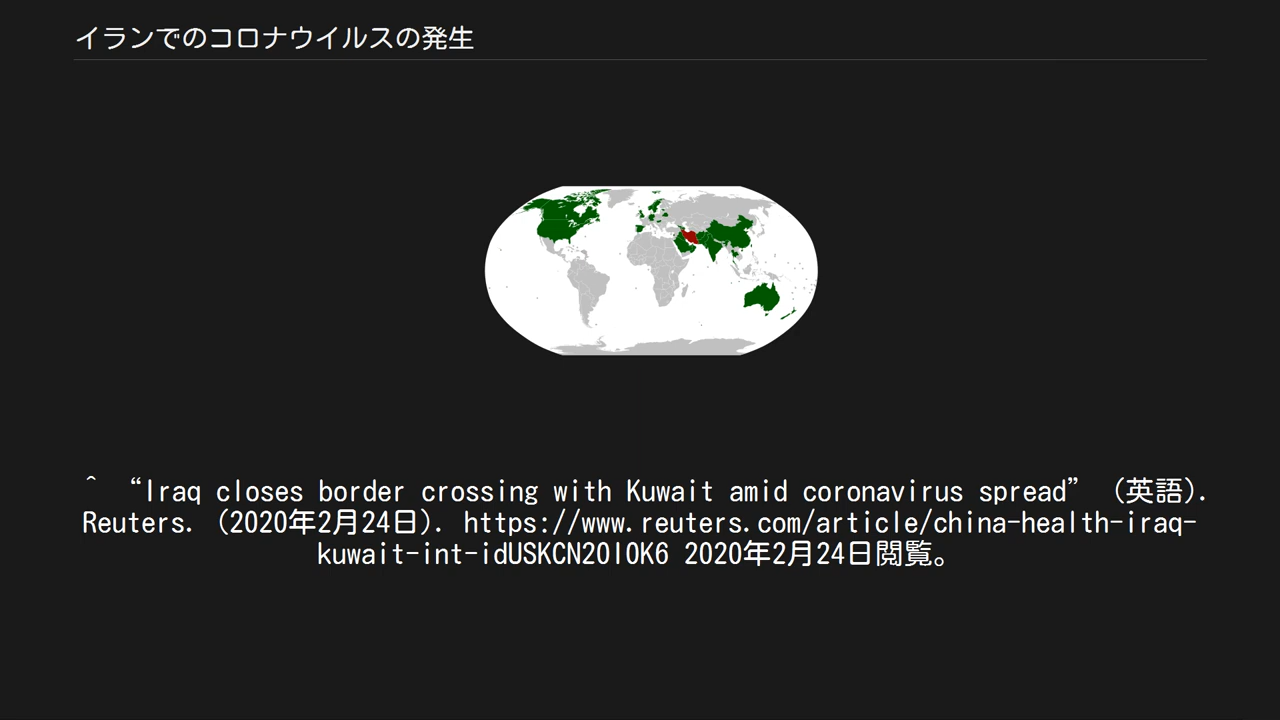 イランでのコロナウイルスの発生
^ “Iraq closes border crossing with Kuwait amid coronavirus spread” (英語).
Reuters. (2020年2月24日). https://www.reuters.com/article/china-health-iraq-
kuwait-int-idUSKCN20I0K6 2020年2月24日閲覧。